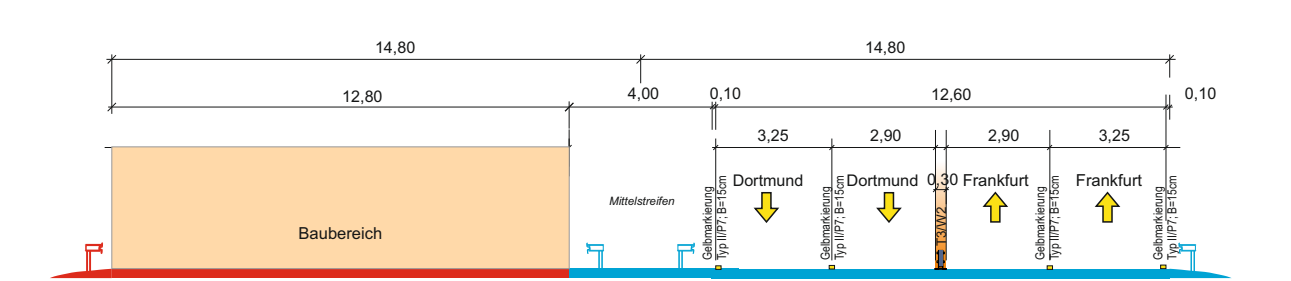 14,80
14,80
12,80
4,00
0,10
12,60
0,10
3,25
2,90
2,90
3,25
Dortmund
Dortmund
0,30
Frankfurt
Frankfurt
Gelbmarkierung
Typ II/P7; B=15cm
Gelbmarkierung
Typ II/P7; B=15cm
T3/W2
Gelbmarkierung
Typ II/P7; B=15cm
Gelbmarkierung
Typ II/P7; B=15cm
Mittelstreifen
Baubereich